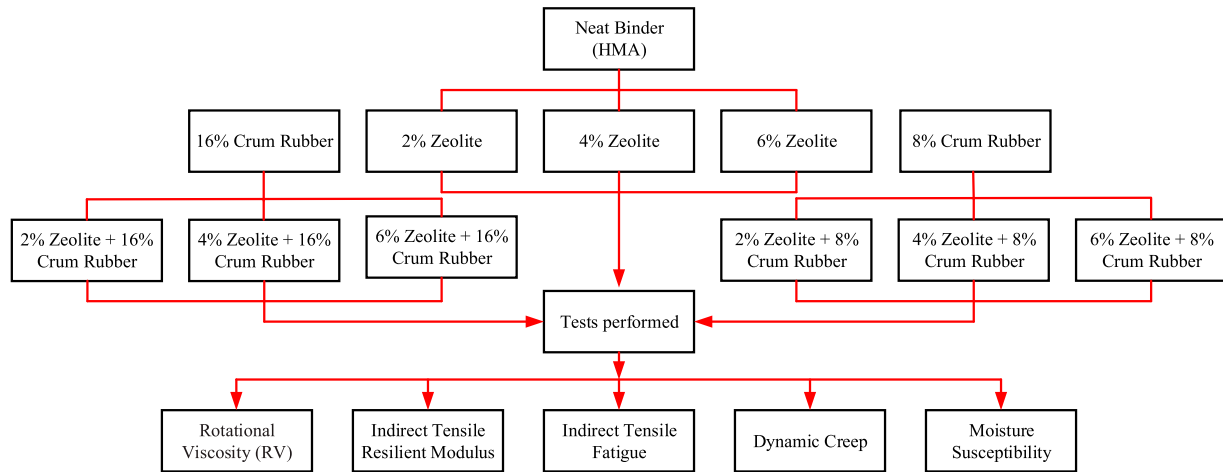 Neat Binder
(HMA)
16% Crum Rubber
2% Zeolite
4% Zeolite
6% Zeolite
8% Crum Rubber
2% Zeolite + 16%
Crum Rubber
4% Zeolite + 16%
Crum Rubber
6% Zeolite + 16%
Crum Rubber
2% Zeolite + 8%
Crum Rubber
4% Zeolite + 8%
Crum Rubber
6% Zeolite + 8%
Crum Rubber
Tests performed
Rotational
Viscosity (RV)
Indirect Tensile
Resilient Modulus
Indirect Tensile
Fatigue
Dynamic Creep
Moisture
Susceptibility